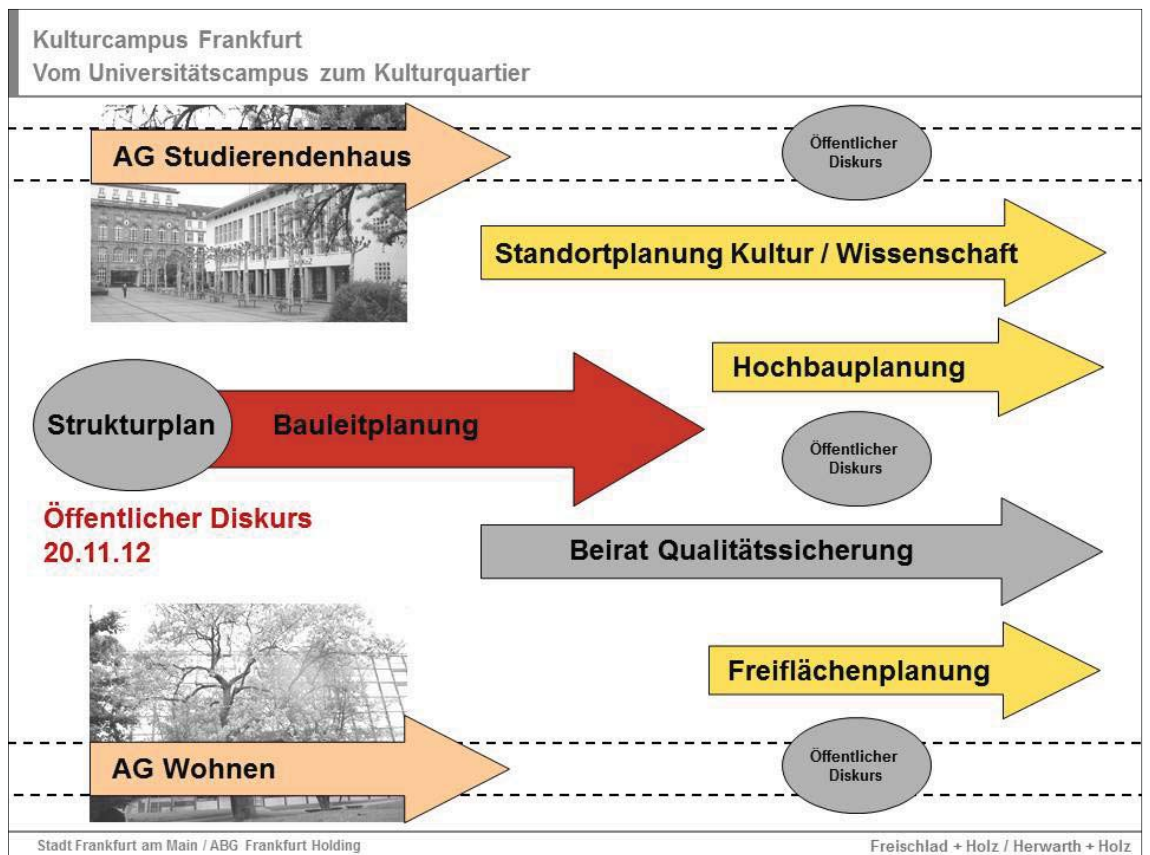 Kulturcampus Frankfurt
Vom Universitätscampus zum Kulturquartier
AG Studierendenhaus
Öffentlicher
Diskurs
Standortplanung Kultur / Wissenschaft
Hochbauplanung
Strukturplan
Bauleitplanung
Öffentlicher
Diskurs
Öffentlicher Diskurs
20.11.12
Beirat Qualitätssicherung
Freiflächenplanung
AG Wohnen
Öffentlicher
Diskurs
Stadt Frankfurt am Main / ABG Frankfurt Holding
Freischlad + Holz / Herwarth + Holz